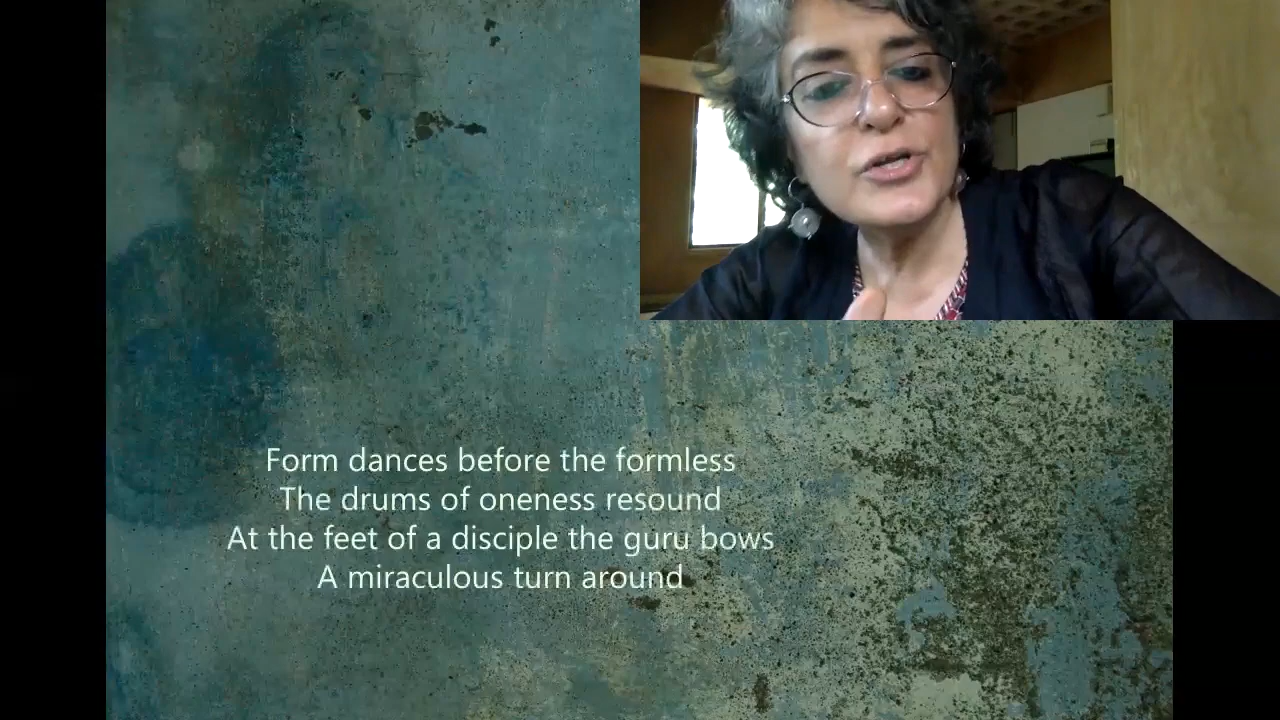 Form dances before the formless
The drums of oneness resound
At the feet of a disciple the guru bows
A miraculous turn around